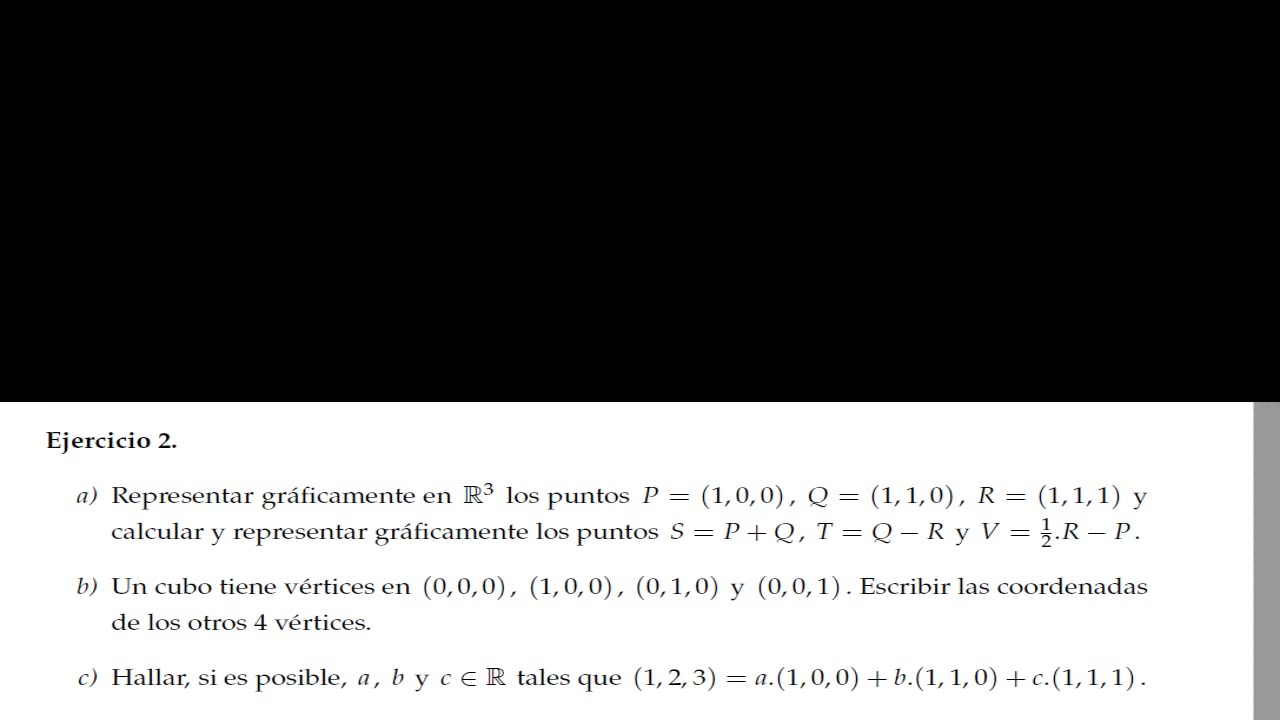 Ejercicio 2.
a) Representar gráficamente en ℝ³ los puntos P = (1, 0, 0), Q = (1, 1, 0), R = (1, 1, 1) y
calcular y representar gráficamente los puntos S = P + Q, T = Q − R y V = ½.R − P.
b) Un cubo tiene vértices en (0, 0, 0), (1, 0, 0), (0, 1, 0) y (0, 0, 1). Escribir las coordenadas
de los otros 4 vértices.
c) Hallar, si es posible, a, b y c ∈ ℝ tales que (1, 2, 3) = a.(1, 0, 0) + b.(1, 1, 0) + c.(1, 1, 1).